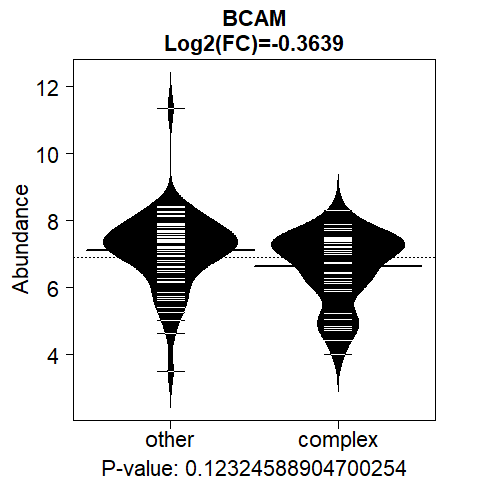 BCAM
Log2(FC)=-0.3639
Abundance
12
10
8
6
4
other complex
P-value: 0.12324588904700254